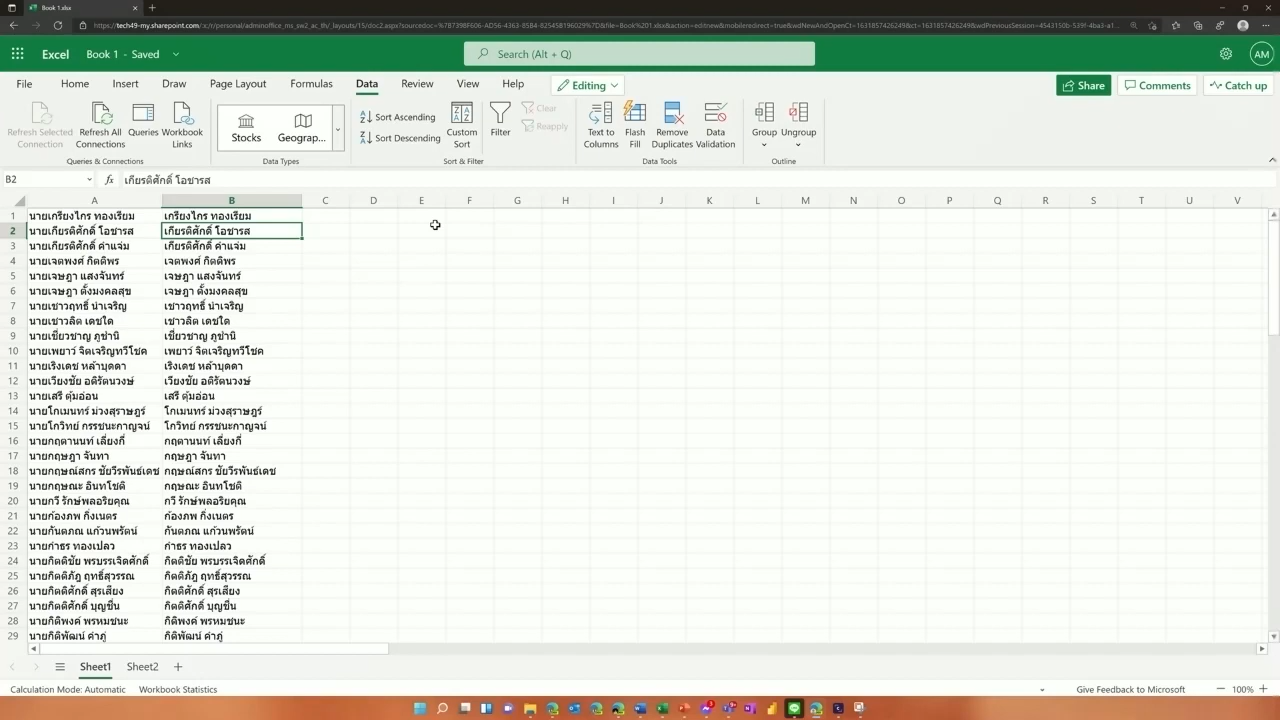 Book 1.xlsx
https://tech49-my.sharepoint.com
Excel Book 1 - Saved Search (Alt + Q) AM
File Home Insert Draw Page Layout Formulas Data Review View Help Editing Share Comments Catch up
Refresh Selected Connection Refresh All Connections Queries Workbook Links Stocks Geograp... Sort Ascending Sort Descending Custom Sort Filter Clear Reapply Text to Columns Flash Fill Remove Duplicates Data Validation Group Ungroup
Queries & Connections Data Types Sort & Filter Data Tools Outline
B2 fx เกียรติศักดิ์ โอชารส
A B C D E F G H I J K L M N O P Q R S T U V
1 นายเกรียงไกร ทองเรียม เกรียงไกร ทองเรียม
2 นายเกียรติศักดิ์ โอชารส เกียรติศักดิ์ โอชารส
3 นายเกียรติศักดิ์ คำแจ่ม เกียรติศักดิ์ คำแจ่ม
4 นายเจตพงศ์ กิตติพร เจตพงศ์ กิตติพร
5 นายเจษฎา แสงจันทร์ เจษฎา แสงจันทร์
6 นายเจษฎา ตั้งมงคลสุข เจษฎา ตั้งมงคลสุข
7 นายเชาวฤทธิ์ นำเจริญ เชาวฤทธิ์ นำเจริญ
8 นายเชาวลิต เดชใด เชาวลิต เดชใด
9 นายเชี่ยวชาญ ภูชำนิ เชี่ยวชาญ ภูชำนิ
10 นายเพยาว์ จิตเจริญทวีโชค เพยาว์ จิตเจริญทวีโชค
11 นายเริงเดช หล้าบุตดา เริงเดช หล้าบุตดา
12 นายเวียงชัย อติรัตนวงษ์ เวียงชัย อติรัตนวงษ์
13 นายเสรี ตุ้มอ่อน เสรี ตุ้มอ่อน
14 นายโกเมนทร์ ม่วงสุราษฎร์ โกเมนทร์ ม่วงสุราษฎร์
15 นายโกวิทย์ กรรชนะกาญจน์ โกวิทย์ กรรชนะกาญจน์
16 นายกฤตานนท์ เลี่ยงกี่ กฤตานนท์ เลี่ยงกี่
17 นายกฤษฎา จันทา กฤษฎา จันทา
18 นายกฤษณ์สกร ชัยวีรพันธ์เดช กฤษณ์สกร ชัยวีรพันธ์เดช
19 นายกฤษณะ อินทโชติ กฤษณะ อินทโชติ
20 นายกวี รักษ์พลอริยคุณ กวี รักษ์พลอริยคุณ
21 นายก้องภพ กิ่งเนตร ก้องภพ กิ่งเนตร
22 นายกันตภณ แก้วนพรัตน์ กันตภณ แก้วนพรัตน์
23 นายกำธร ทองเปลว กำธร ทองเปลว
24 นายกิตติชัย พรบรรเจิดศักดิ์ กิตติชัย พรบรรเจิดศักดิ์
25 นายกิตติภัฎ ฤทธิ์สุวรรณ กิตติภัฎ ฤทธิ์สุวรรณ
26 นายกิตติศักดิ์ สุรเสียง กิตติศักดิ์ สุรเสียง
27 นายกิตติศักดิ์ บุญชื่น กิตติศักดิ์ บุญชื่น
28 นายกิติพงศ์ พรหมชนะ กิติพงศ์ พรหมชนะ
29 นายกิติพัฒน์ คำภู่ กิติพัฒน์ คำภู่
Sheet1 Sheet2
Calculation Mode: Automatic Workbook Statistics Give Feedback to Microsoft 100%